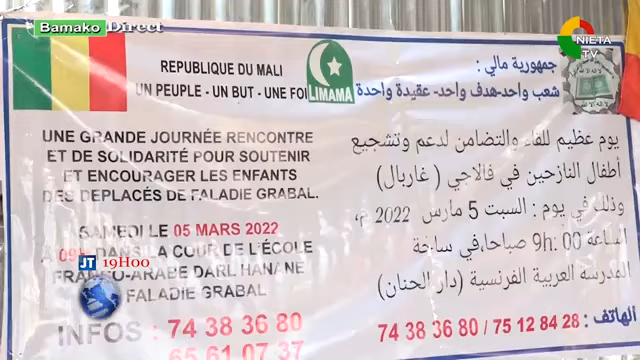 Bamako Direct
NIETA
TV
REPUBLIQUE DU MALI
UN PEUPLE - UN BUT - UNE FOI
LIMAMA
جمهورية مالي :
شعب واحد-هدف واحد- عقيدة واحدة
UNE GRANDE JOURNÉE RENCONTRE
ET DE SOLIDARITÉ POUR SOUTENIR
ET ENCOURAGER LES ENFANTS
DES DEPLACÉS DE FALADIE GRABAL.
SAMEDI LE 05 MARS 2022
A 09H DANS LA COUR DE L'ÉCOLE
FRANCO-ARABE DARL HANANE
FALADIE GRABAL
INFOS : 74 38 36 80
65 61 07 37
يوم عظيم للقاء والتضامن لدعم وتشجيع
أطفال النازحين في فالاجي ( غاربال)
وذلك في يوم : السبت 5 مارس 2022 م،
الساعة 00 :9h صباحا،في ساحة
المدرسة العربية الفرنسية (دار الحنان)
الهاتف : 74 38 36 80 / 75 12 84 28
JT 19H00